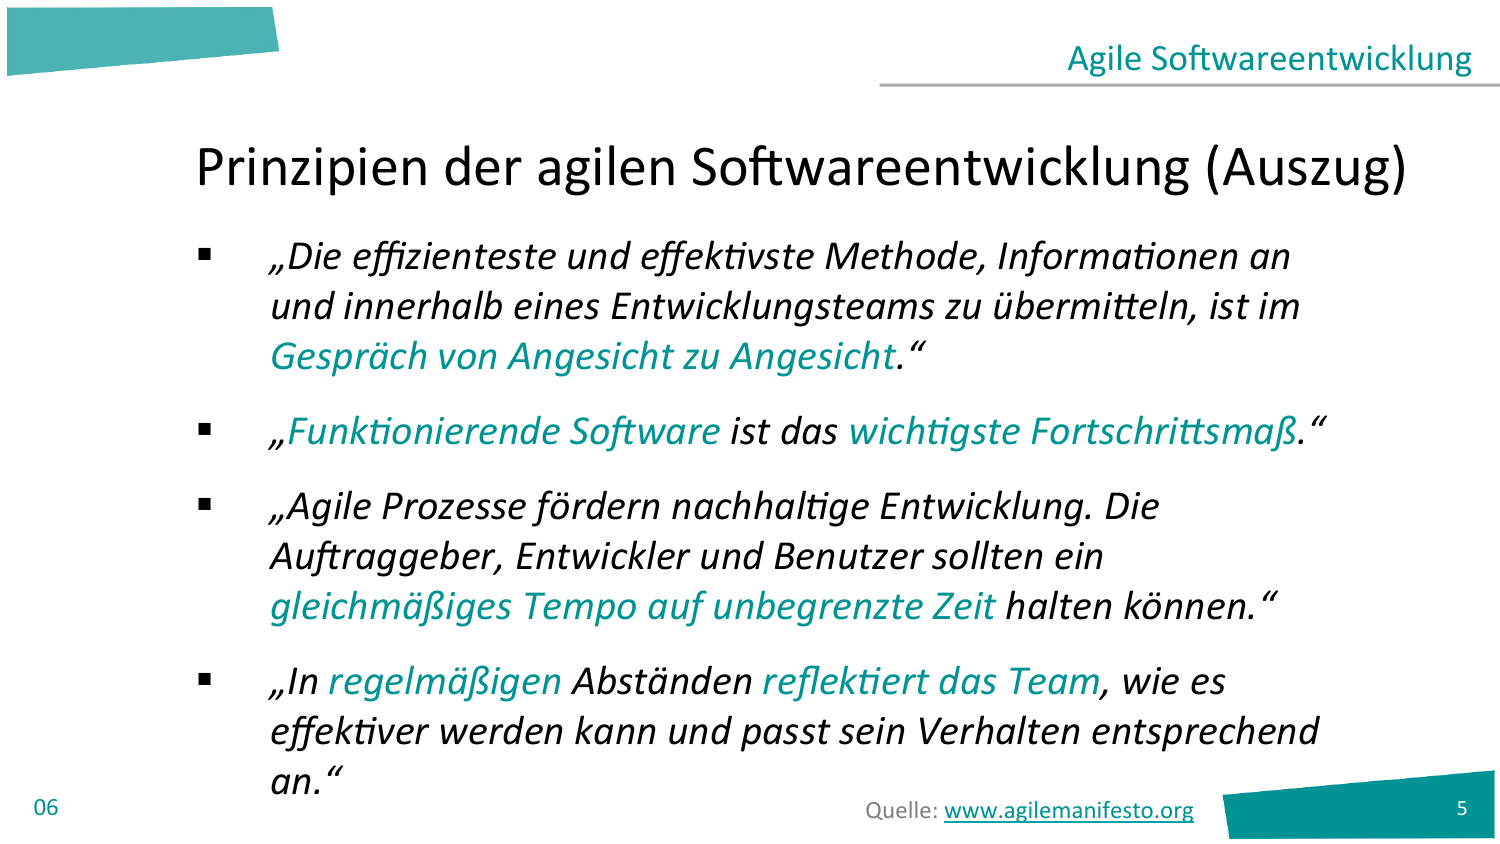 Agile Softwareentwicklung
Prinzipien der agilen Softwareentwicklung (Auszug)
▪ „Die effizienteste und effektivste Methode, Informationen an
und innerhalb eines Entwicklungsteams zu übermitteln, ist im
Gespräch von Angesicht zu Angesicht.“
▪ „Funktionierende Software ist das wichtigste Fortschrittsmaß.“
▪ „Agile Prozesse fördern nachhaltige Entwicklung. Die
Auftraggeber, Entwickler und Benutzer sollten ein
gleichmäßiges Tempo auf unbegrenzte Zeit halten können.“
▪ „In regelmäßigen Abständen reflektiert das Team, wie es
effektiver werden kann und passt sein Verhalten entsprechend
an.“
06
Quelle: www.agilemanifesto.org
5